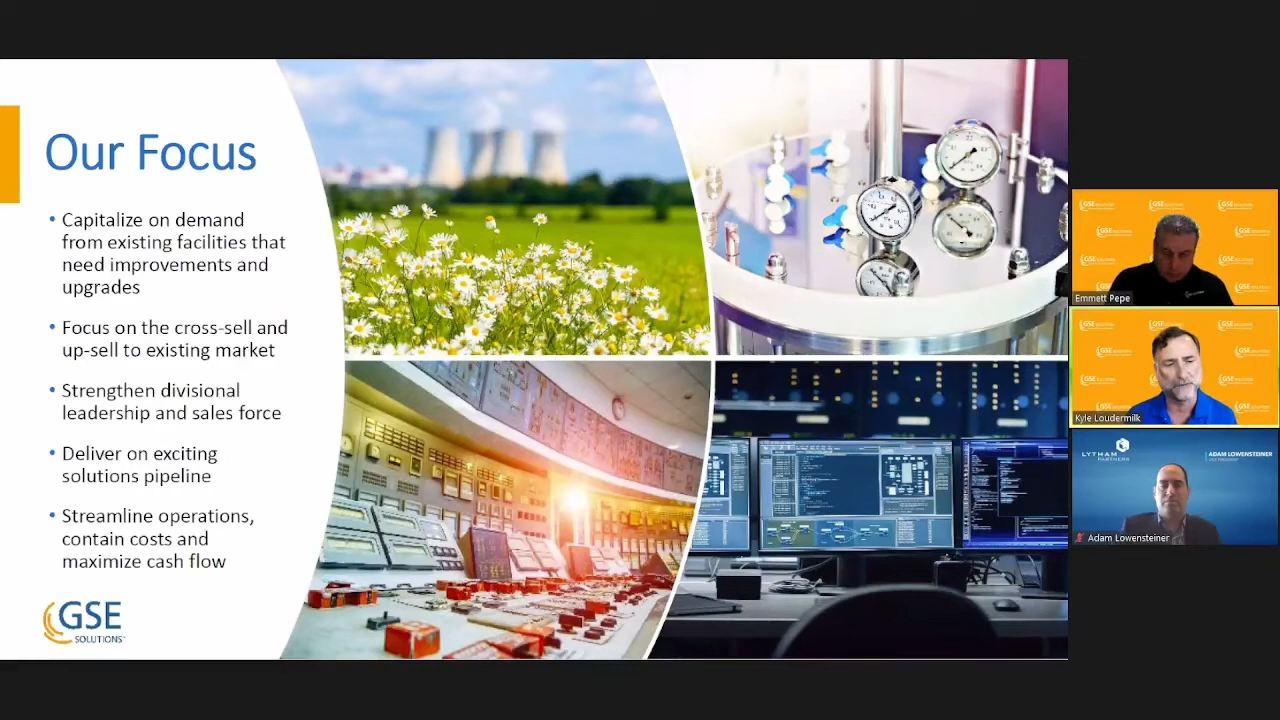 Our Focus
• Capitalize on demand
from existing facilities that
need improvements and
upgrades
• Focus on the cross-sell and
up-sell to existing market
• Strengthen divisional
leadership and sales force
• Deliver on exciting
solutions pipeline
• Streamline operations,
contain costs and
maximize cash flow
GSE
SOLUTIONS
Emmett Pepe
Kyle Loudermilk
LYTHAM
PARTNERS
ADAM LOWENSTEINER
VICE PRESIDENT
Adam Lowensteiner